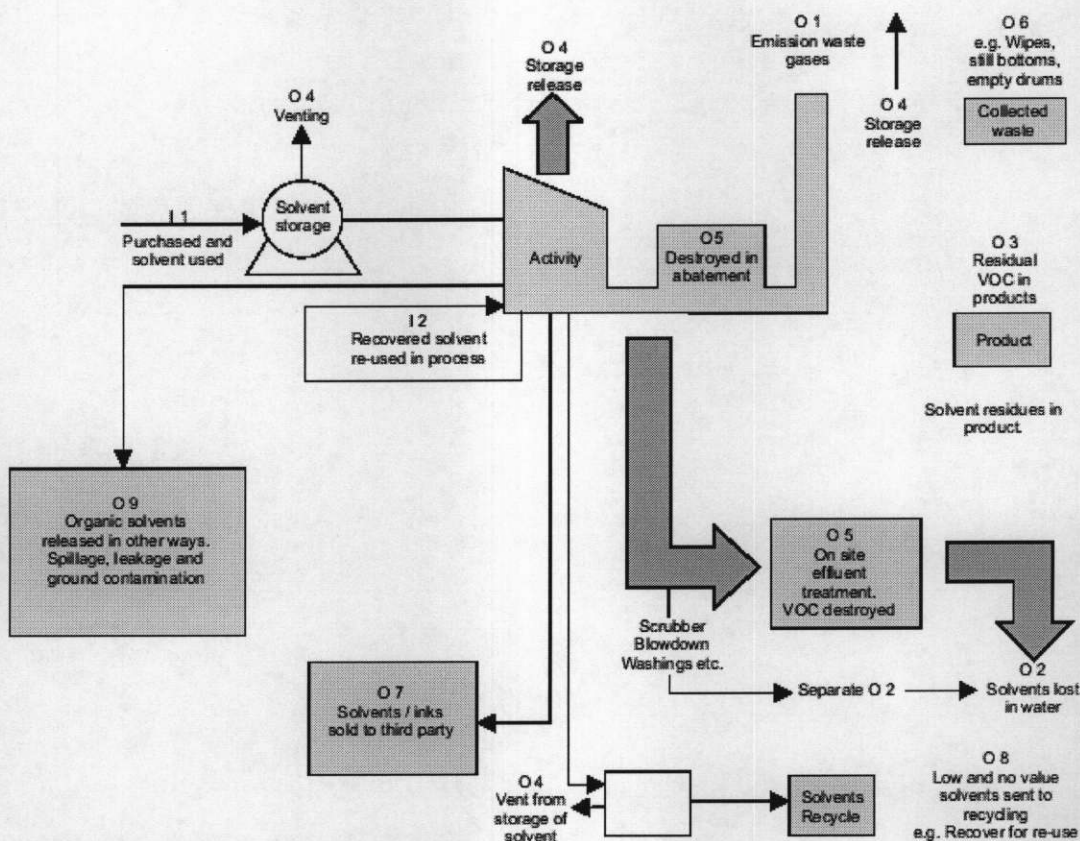 O 1
Emission waste
gases
O 6
e.g. Wipes,
still bottoms,
empty drums
O 4
Storage
release
O 4
Venting
O 4
Storage
release
Collected
waste
Solvent
storage
I 1
Purchased and
solvent used
Activity
O 5
Destroyed in
abatement
O 3
Residual
VOC in
products
I 2
Recovered solvent
re-used in process
Product
Solvent residues in
product.
O 9
Organic solvents
released in other ways.
Spillage, leakage and
ground contamination
O 5
On site
effluent
treatment.
VOC destroyed
Scrubber
Blowdown
Washings etc.
O 7
Solvents / inks
sold to third party
Separate O 2
O 2
Solvents lost
in water
O 4
Vent from
storage of
solvent
Solvents
Recycle
O 8
Low and no value
solvents sent to
recycling
e.g. Recover for re-use